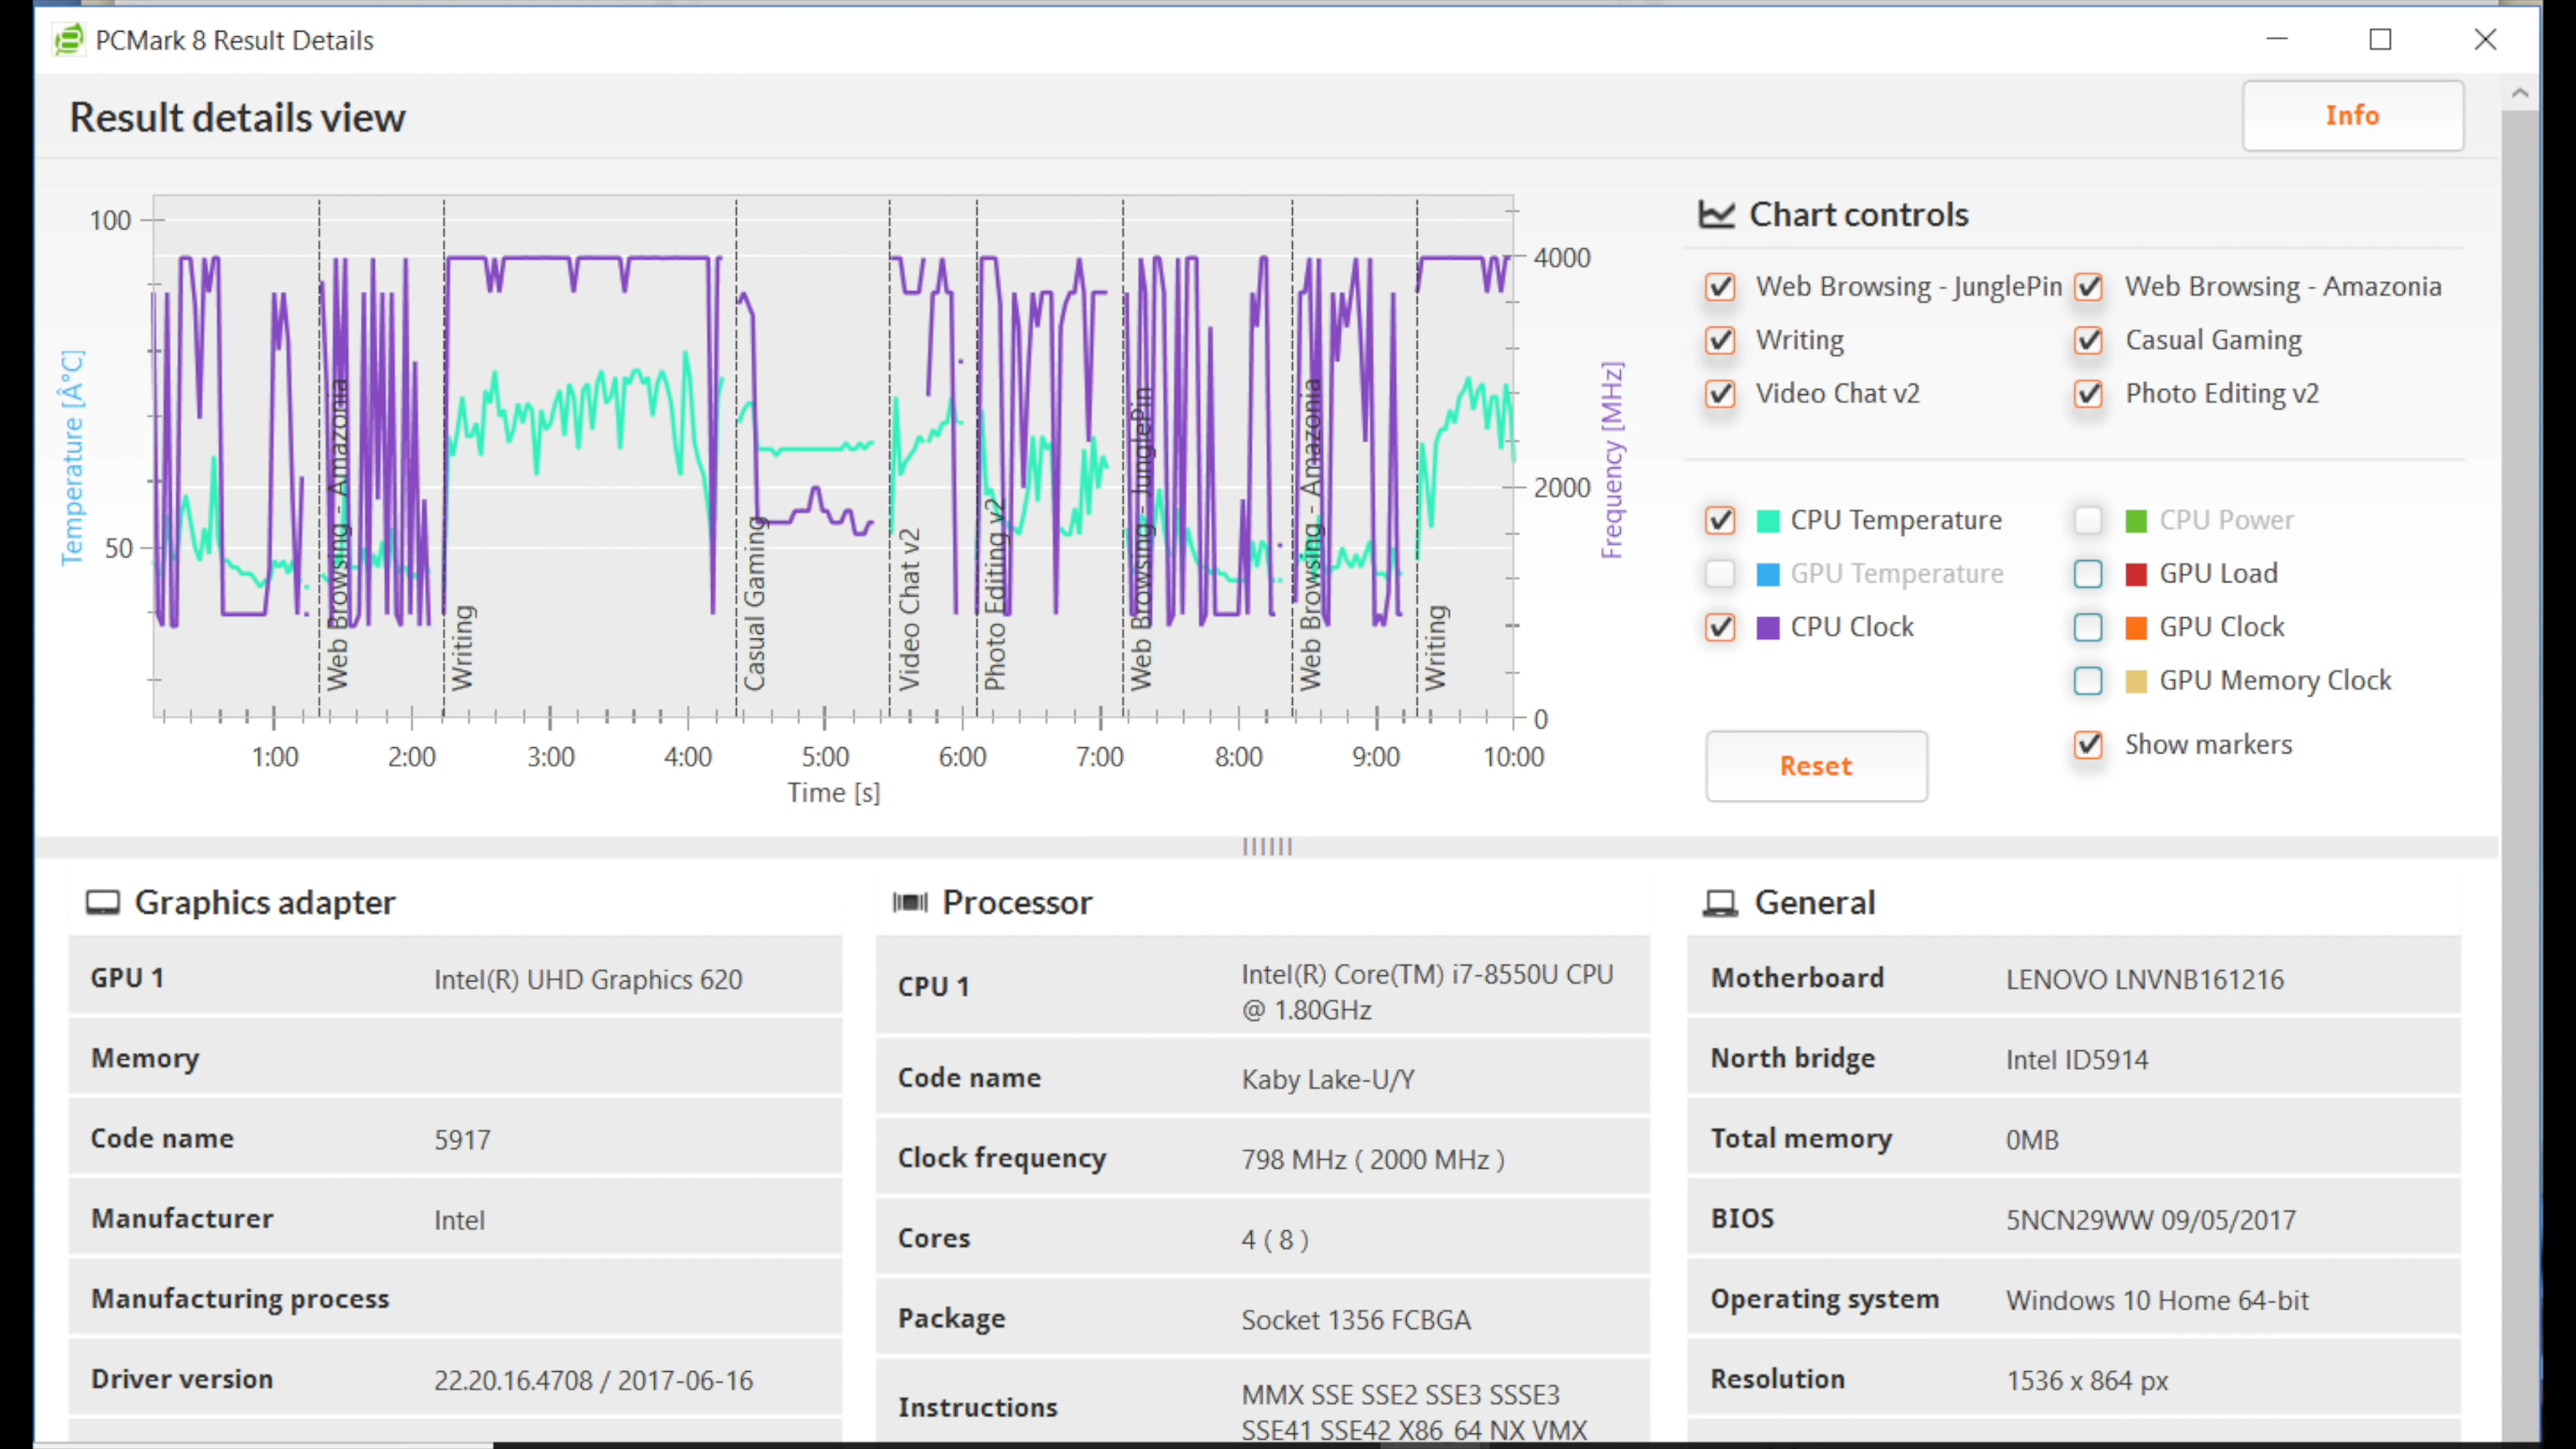 PCMark 8 Result Details
Result details view
Info
100
50
Temperature [Â°C]
4000
2000
0
Frequency [MHz]
Web Browsing - Amazonia
Writing
Casual Gaming
Video Chat v2
Photo Editing v2
Web Browsing - JunglePin
Web Browsing - Amazonia
Writing
1:00 2:00 3:00 4:00 5:00 6:00 7:00 8:00 9:00 10:00
Time [s]
Chart controls
Web Browsing - JunglePin Web Browsing - Amazonia
Writing Casual Gaming
Video Chat v2 Photo Editing v2
CPU Temperature CPU Power
GPU Temperature GPU Load
CPU Clock GPU Clock
GPU Memory Clock
Show markers
Reset
Graphics adapter
GPU 1 Intel(R) UHD Graphics 620
Memory
Code name 5917
Manufacturer Intel
Manufacturing process
Driver version 22.20.16.4708 / 2017-06-16
Processor
CPU 1 Intel(R) Core(TM) i7-8550U CPU
@ 1.80GHz
Code name Kaby Lake-U/Y
Clock frequency 798 MHz ( 2000 MHz )
Cores 4 ( 8 )
Package Socket 1356 FCBGA
Instructions MMX SSE SSE2 SSE3 SSSE3
SSE41 SSE42 X86_64 NX VMX
General
Motherboard LENOVO LNVNB161216
North bridge Intel ID5914
Total memory 0MB
BIOS 5NCN29WW 09/05/2017
Operating system Windows 10 Home 64-bit
Resolution 1536 x 864 px